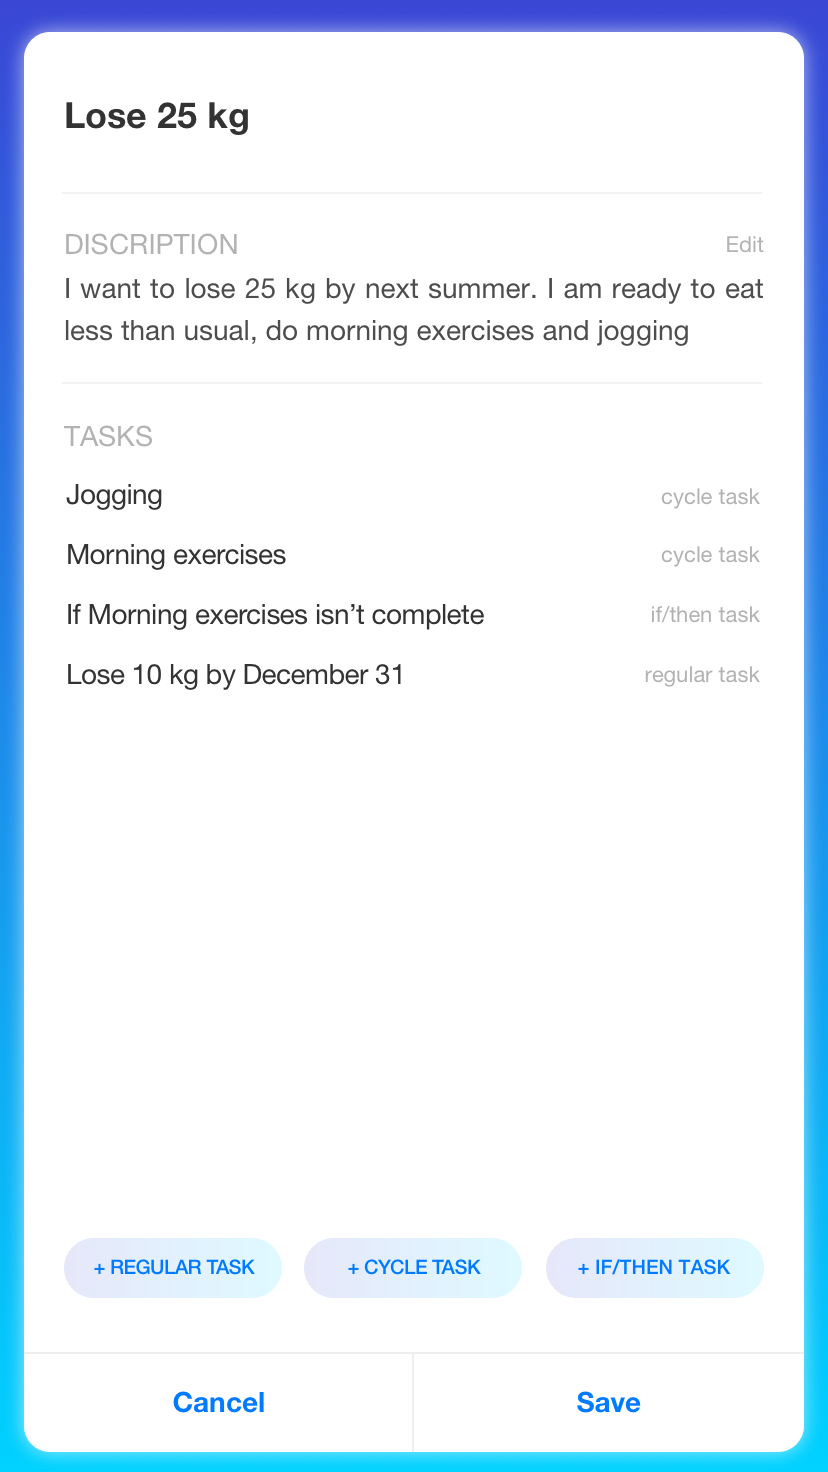 Lose 25 kg
DISCRIPTION
Edit
I want to lose 25 kg by next summer. I am ready to eat
less than usual, do morning exercises and jogging
TASKS
Jogging
cycle task
Morning exercises
cycle task
If Morning exercises isn’t complete
if/then task
Lose 10 kg by December 31
regular task
+ REGULAR TASK
+ CYCLE TASK
+ IF/THEN TASK
Cancel
Save